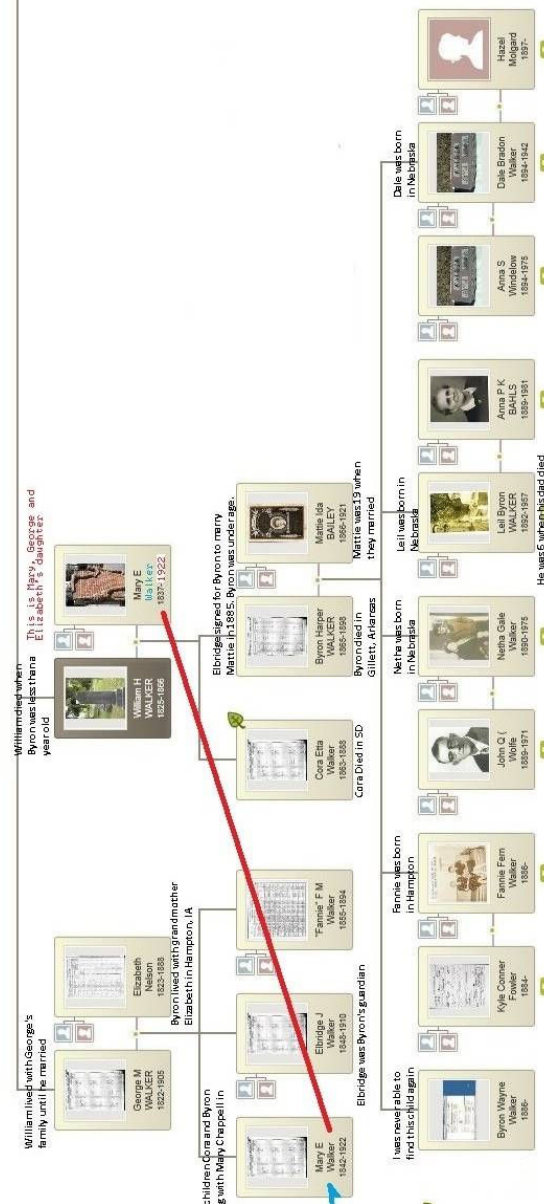 William lived with George's
family until he married
William died when
Byron was less than a
year old
This is Mary, George and
Elizabeth's daughter
George M
WALKER
1822-1905
Elizabeth
Nelson
1823-1888
William H
WALKER
1825-1866
Mary E
Walker
1837-1922
children Cora and Byron
g with Mary Chappell in
Byron lived with grandmother
Elizabeth in Hampton, IA
Elbridge signed for Byron to marry
Mattie in 1885. Byron was under age.
Mary E
Walker
1842-1922
Elbridge J
Walker
1848-1910
"Fannie" F M
Walker
1855-1894
Cora Etta
Walker
1863-1888
Byron Harper
WALKER
1865-1898
Mattie Ida
BAILEY
1866-1921
Elbridge was Byron's guardian
Cora Died in SD
Byron died in
Gillett, Arkansas
Mattie was 19 when
they married
I was never able to
find this child again
Fannie was born
in Hampton
Netha was born
in Nebraska
Leil was born in
Nebraska
Dale was born
in Nebraska
Byron Wayne
Walker
1886-
Kyle Conner
Fowler
1884-
Fannie Fern
Walker
1886-
John Q (
Wolfe
1889-1971
Netha Gale
Walker
1890-1975
Leil Byron
WALKER
1892-1957
Anna P K
BAHLS
1889-1981
Anna S
Windelow
1894-1975
Dale Bradon
Walker
1894-1942
Hazel
Molgard
1897-
He was 6 when his dad died